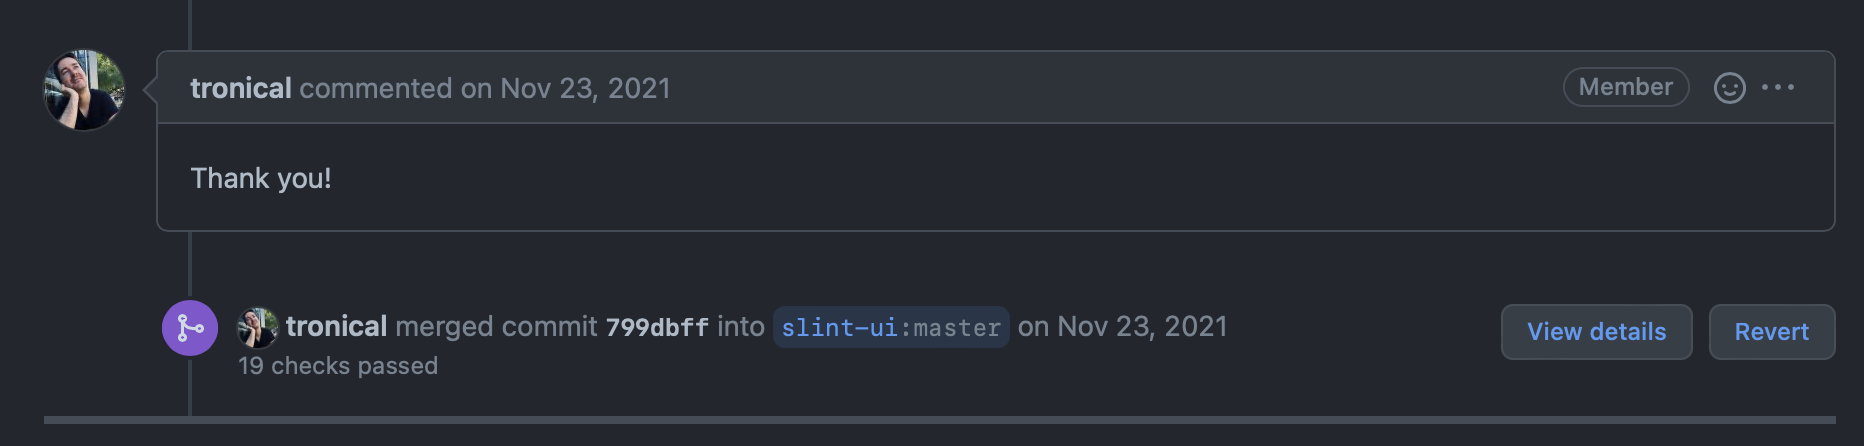 tronical commented on Nov 23, 2021
Member
Thank you!
tronical merged commit 799dbff into slint-ui:master on Nov 23, 2021
View details
Revert
19 checks passed